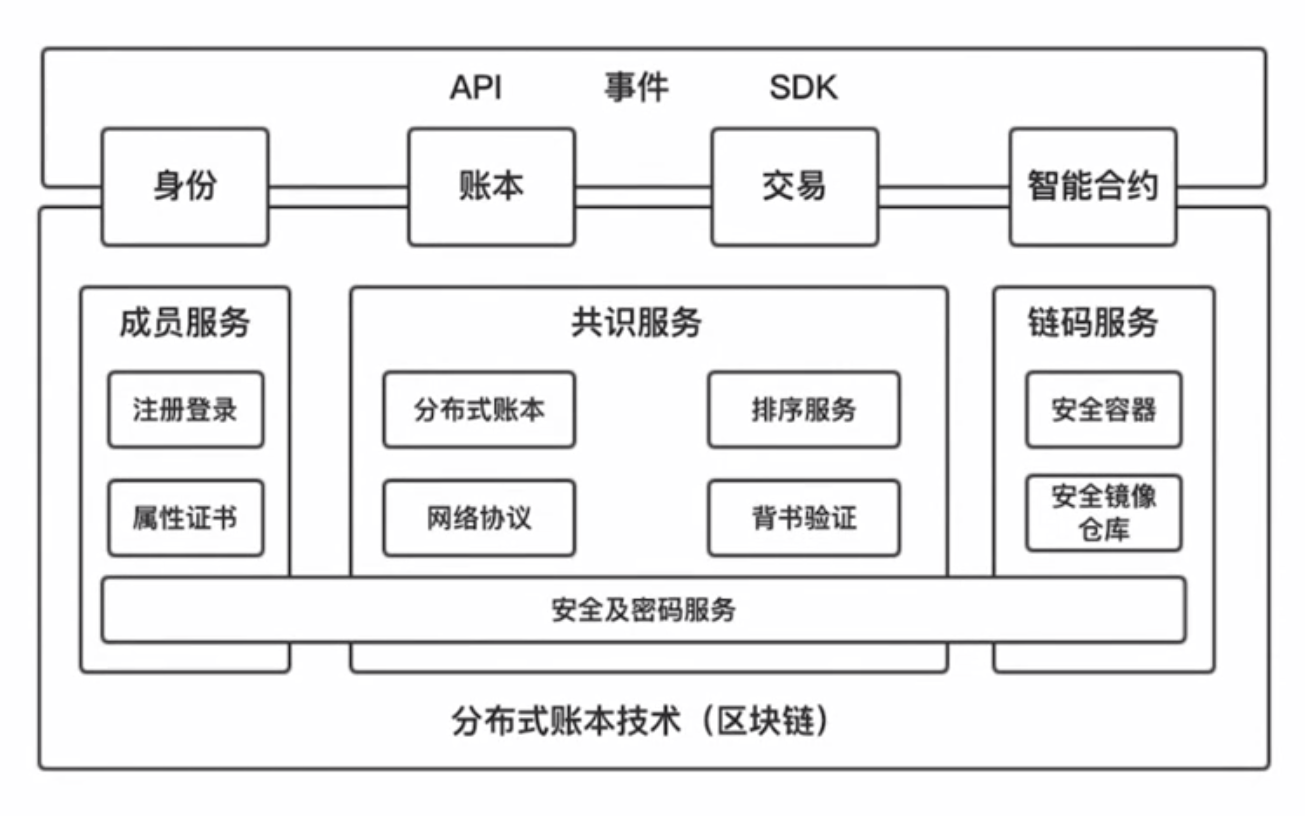 API 事件 SDK
身份 账本 交易 智能合约
成员服务 共识服务 链码服务
注册登录 分布式账本 排序服务 安全容器
属性证书 网络协议 背书验证 安全镜像
仓库
安全及密码服务
分布式账本技术（区块链）